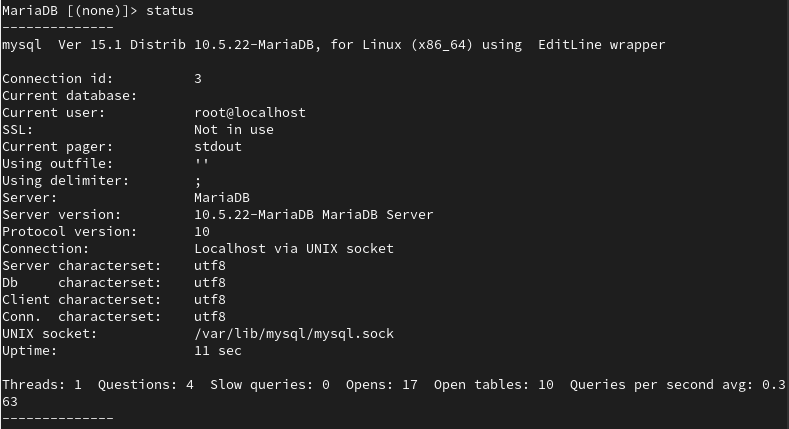 MariaDB [(none)]> status
--------------
mysql  Ver 15.1 Distrib 10.5.22-MariaDB, for Linux (x86_64) using  EditLine wrapper

Connection id:          3
Current database:
Current user:           root@localhost
SSL:                    Not in use
Current pager:          stdout
Using outfile:          ''
Using delimiter:        ;
Server:                 MariaDB
Server version:         10.5.22-MariaDB MariaDB Server
Protocol version:       10
Connection:             Localhost via UNIX socket
Server characterset:    utf8
Db     characterset:    utf8
Client characterset:    utf8
Conn.  characterset:    utf8
UNIX socket:            /var/lib/mysql/mysql.sock
Uptime:                 11 sec

Threads: 1  Questions: 4  Slow queries: 0  Opens: 17  Open tables: 10  Queries per second avg: 0.3
63
--------------